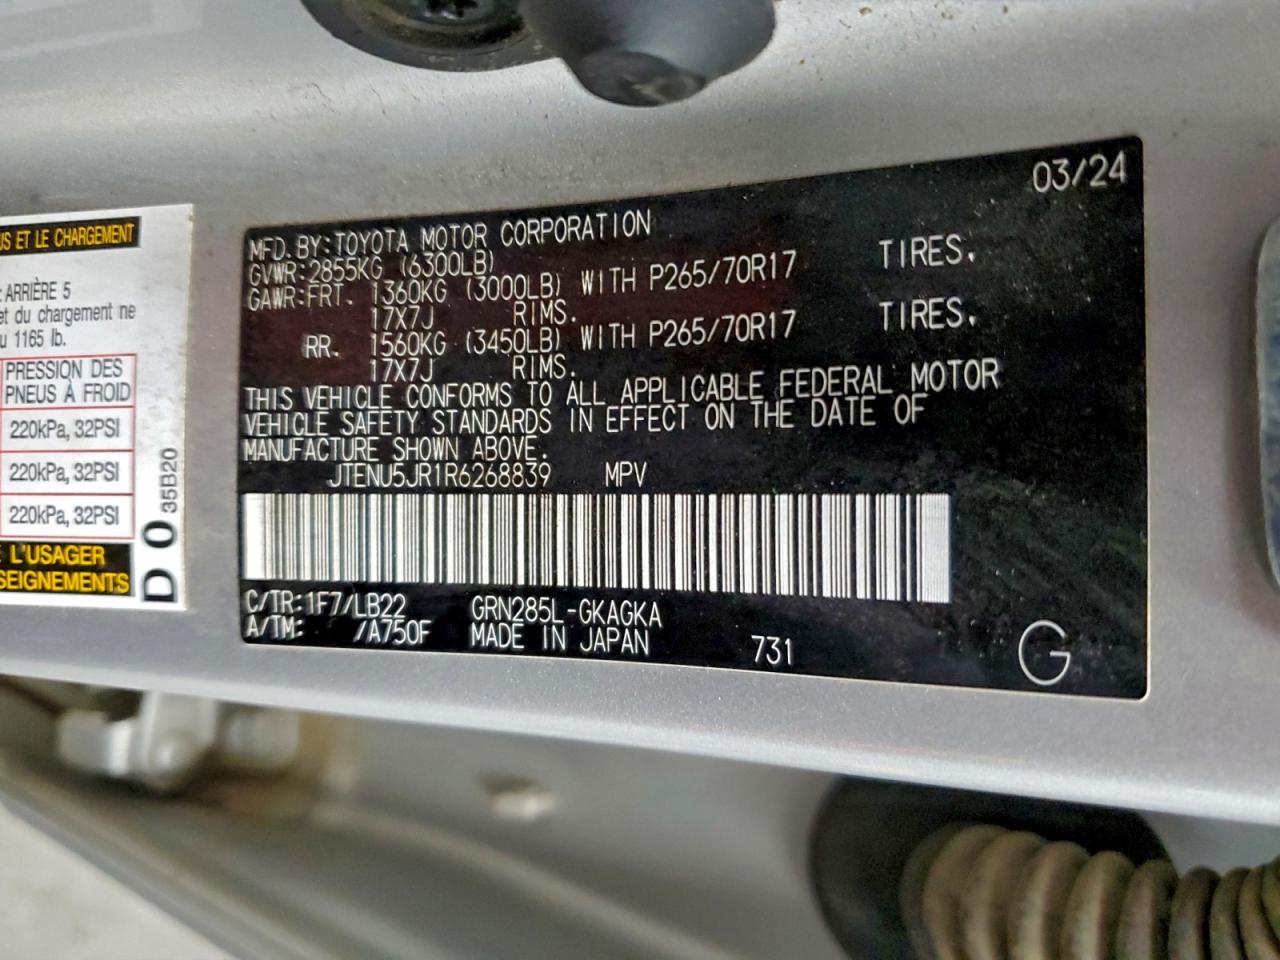 03/24
MFD. BY: TOYOTA MOTOR CORPORATION
GVWR: 2855KG (6300LB)
GAWR: FRT. 1360KG (3000LB) WITH P265/70R17 TIRES.
17X7J RIMS.
RR. 1560KG (3450LB) WITH P265/70R17 TIRES.
17X7J RIMS.
THIS VEHICLE CONFORMS TO ALL APPLICABLE FEDERAL MOTOR
VEHICLE SAFETY STANDARDS IN EFFECT ON THE DATE OF
MANUFACTURE SHOWN ABOVE.
JTENU5JR1R6268839 MPV
C/TR: 1F7/LB22 GRN285L-GKAGKA
A/TM: /A750F MADE IN JAPAN 731
G
US ET LE CHARGEMENT
: ARRIÈRE 5
et du chargement ne
u 1165 lb.
PRESSION DES
PNEUS À FROID
220kPa, 32PSI
220kPa, 32PSI
220kPa, 32PSI
L'USAGER
SEIGNEMENTS
D 0 35B20